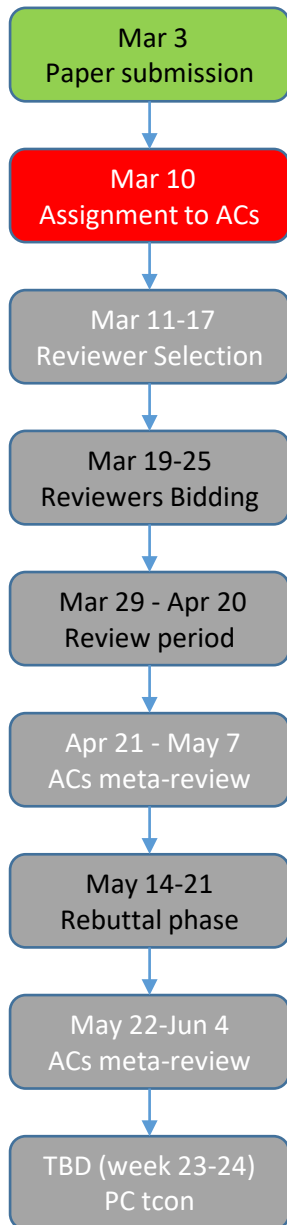 Mar 3
Paper submission
Mar 10
Assignment to ACs
Mar 11-17
Reviewer Selection
Mar 19-25
Reviewers Bidding
Mar 29 - Apr 20
Review period
Apr 21 - May 7
ACs meta-review
May 14-21
Rebuttal phase
May 22-Jun 4
ACs meta-review
TBD (week 23-24)
PC tcon